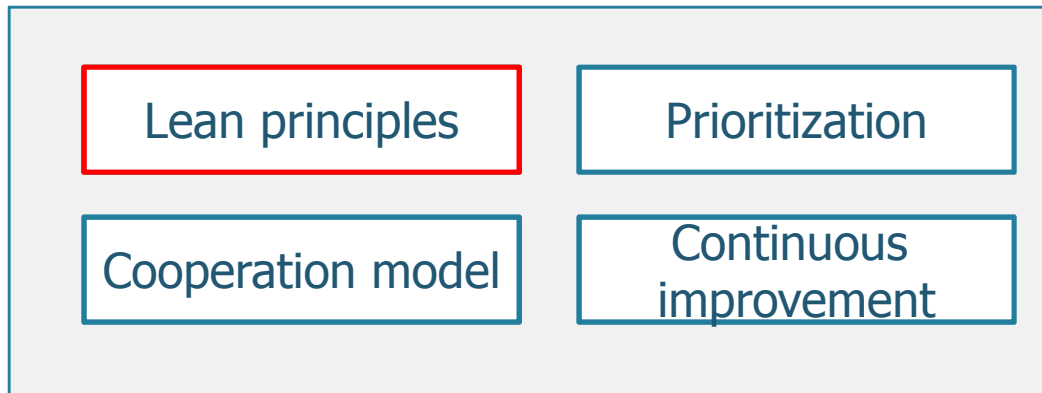 Lean principles
Prioritization
Cooperation model
Continuous
improvement